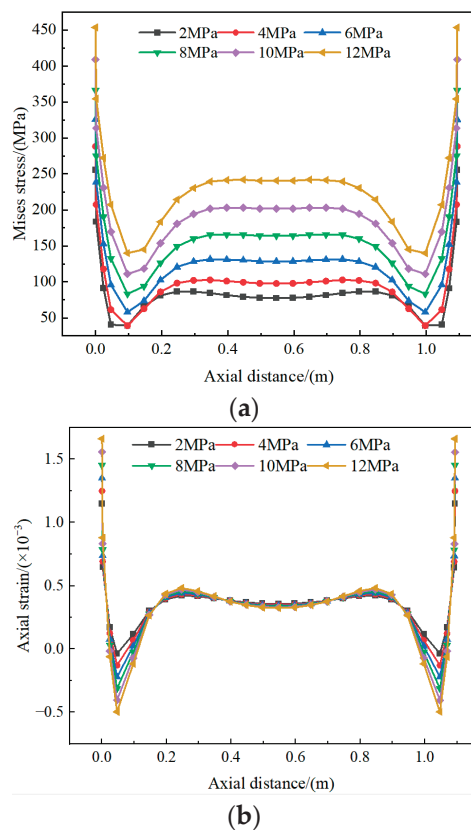 2MPa 4MPa 6MPa
8MPa 10MPa 12MPa
450
400
350
300
250
200
150
100
50
Mises stress/(MPa)
0.0 0.2 0.4 0.6 0.8 1.0
Axial distance/(m)
(a)
2MPa 4MPa 6MPa
8MPa 10MPa 12MPa
1.5
1.0
0.5
0.0
−0.5
Axial strain/(×10⁻³)
0.0 0.2 0.4 0.6 0.8 1.0
Axial distance/(m)
(b)